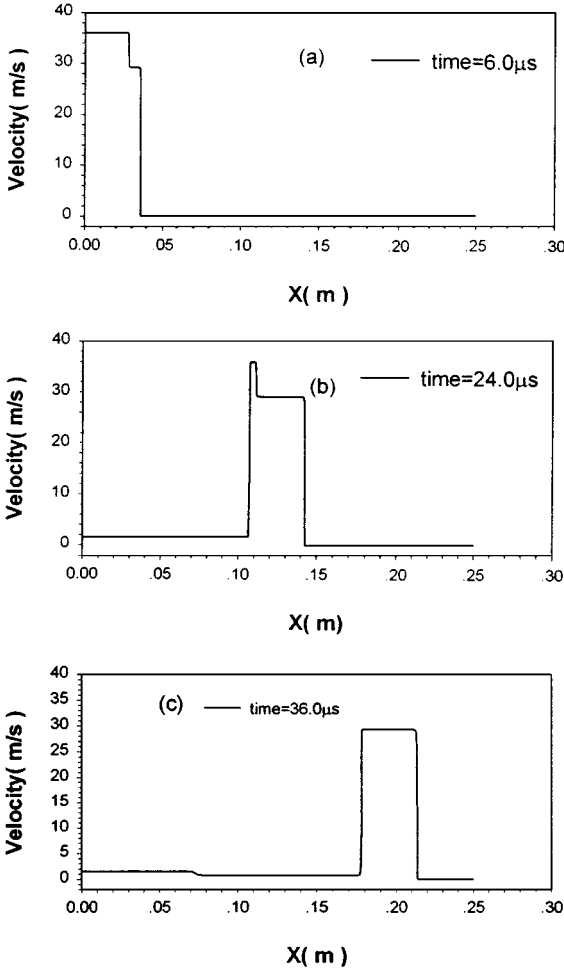 40
30
20
10
0
Velocity( m/s )
(a)
time=6.0µs
0.00 .05 .10 .15 .20 .25 .30
X( m )
40
30
20
10
0
Velocity( m/s )
(b)
time=24.0µs
0.00 .05 .10 .15 .20 .25 .30
X( m)
40
35
30
25
20
15
10
5
0
Velocity( m/s)
(c)
time=36.0µs
0.00 .05 .10 .15 .20 .25 .30
X( m )